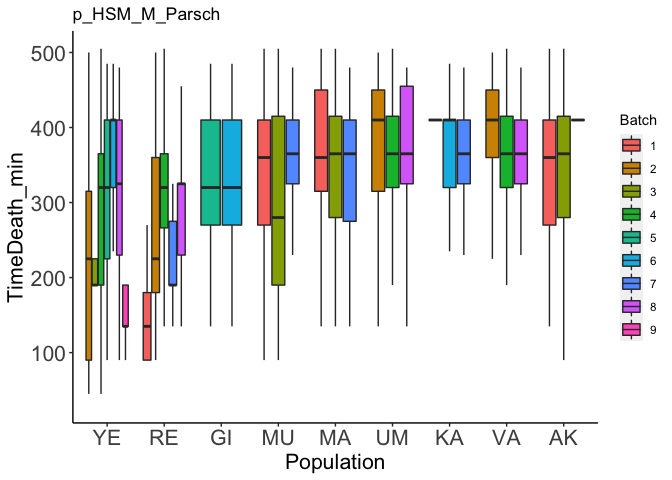 p_HSM_M_Parsch
TimeDeath_min
500
400
300
200
100
YE RE GI MU MA UM KA VA AK
Population
Batch
1
2
3
4
5
6
7
8
9